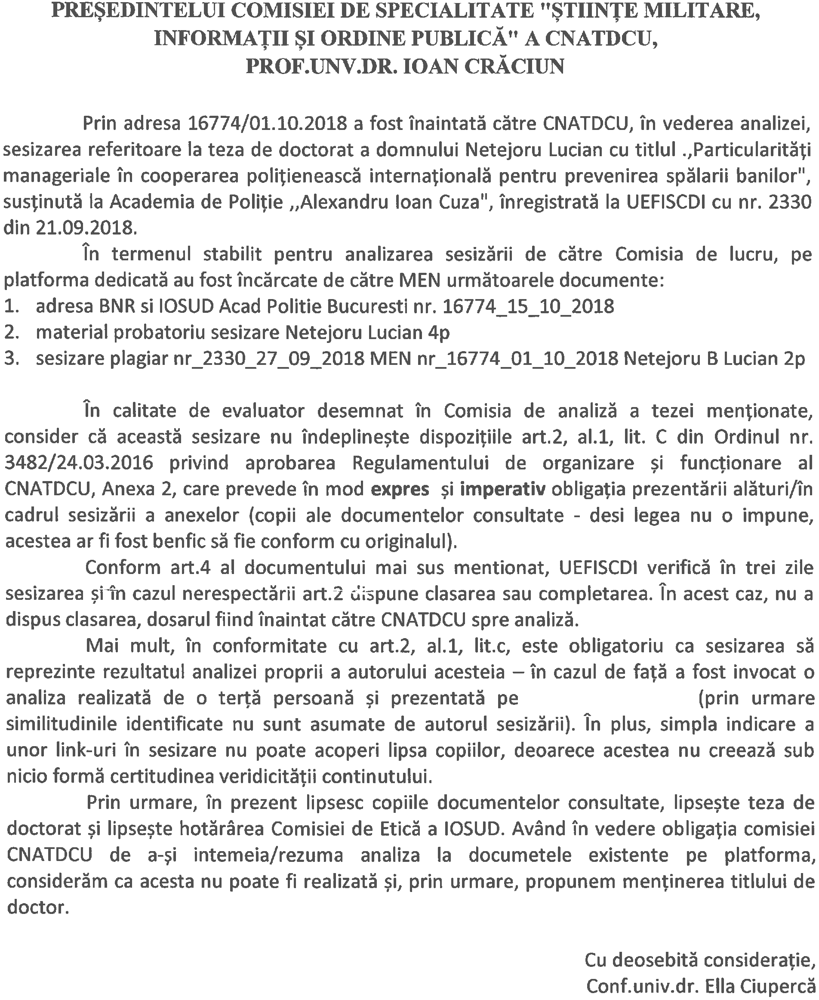 PREȘEDINTELUI COMISIEI DE SPECIALITATE "ȘTIINȚE MILITARE,
INFORMAȚII ȘI ORDINE PUBLICĂ" A CNATDCU,
PROF.UNV.DR. IOAN CRĂCIUN
Prin adresa 16774/01.10.2018 a fost înaintată către CNATDCU, în vederea analizei,
sesizarea referitoare la teza de doctorat a domnului Netejoru Lucian cu titlul .,Particularități
manageriale în cooperarea polițienească internațională pentru prevenirea spălarii banilor",
susținută la Academia de Poliție ,,Alexandru Ioan Cuza", înregistrată la UEFISCDI cu nr. 2330
din 21.09.2018.
În termenul stabilit pentru analizarea sesizării de către Comisia de lucru, pe
platforma dedicată au fost încărcate de către MEN următoarele documente:
1. adresa BNR si IOSUD Acad Politie Bucuresti nr. 16774_15_10_2018
2. material probatoriu sesizare Netejoru Lucian 4p
3. sesizare plagiar nr_2330_27_09_2018 MEN nr_16774_01_10_2018 Netejoru B Lucian 2p
În calitate de evaluator desemnat în Comisia de analiză a tezei menționate,
consider că această sesizare nu îndeplinește dispozițiile art.2, al.1, lit. C din Ordinul nr.
3482/24.03.2016 privind aprobarea Regulamentului de organizare și funcționare al
CNATDCU, Anexa 2, care prevede în mod expres și imperativ obligația prezentării alături/în
cadrul sesizării a anexelor (copii ale documentelor consultate - desi legea nu o impune,
acestea ar fi fost benfic să fie conform cu originalul).
Conform art.4 al documentului mai sus mentionat, UEFISCDI verifică în trei zile
sesizarea și în cazul nerespectării art.2 dispune clasarea sau completarea. În acest caz, nu a
dispus clasarea, dosarul fiind înaintat către CNATDCU spre analiză.
Mai mult, în conformitate cu art.2, al.1, lit.c, este obligatoriu ca sesizarea să
reprezinte rezultatul analizei proprii a autorului acesteia – în cazul de față a fost invocat o
analiza realizată de o terță persoană și prezentată pe (prin urmare
similitudinile identificate nu sunt asumate de autorul sesizării). În plus, simpla indicare a
unor link-uri în sesizare nu poate acoperi lipsa copiilor, deoarece acestea nu creează sub
nicio formă certitudinea veridicității continutului.
Prin urmare, în prezent lipsesc copiile documentelor consultate, lipsește teza de
doctorat și lipsește hotărârea Comisiei de Etică a IOSUD. Având în vedere obligația comisiei
CNATDCU de a-și intemeia/rezuma analiza la documetele existente pe platforma,
considerăm ca acesta nu poate fi realizată și, prin urmare, propunem menținerea titlului de
doctor.
Cu deosebită considerație,
Conf.univ.dr. Ella Ciupercă